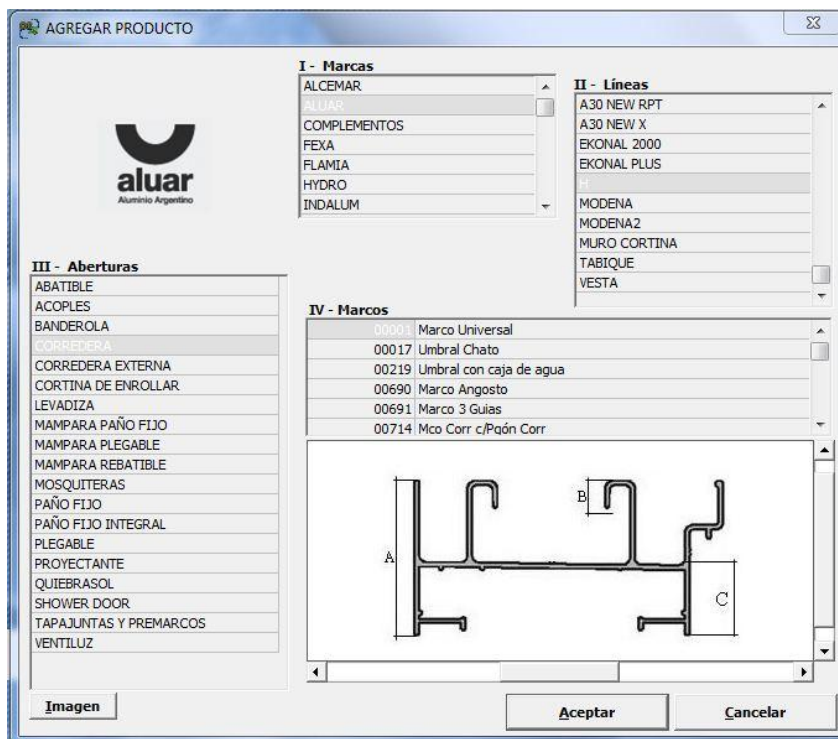 AGREGAR PRODUCTO
I - Marcas
ALCEMAR
ALUAR
COMPLEMENTOS
FEXA
FLAMIA
HYDRO
INDALUM
II - Líneas
A30 NEW RPT
A30 NEW X
EKONAL 2000
EKONAL PLUS
H
MODENA
MODENA2
MURO CORTINA
TABIQUE
VESTA
aluar
Aluminio Argentino
III - Aberturas
ABATIBLE
ACOPLES
BANDEROLA
CORREDERA
CORREDERA EXTERNA
CORTINA DE ENROLLAR
LEVADIZA
MAMPARA PAÑO FIJO
MAMPARA PLEGABLE
MAMPARA REBATIBLE
MOSQUITERAS
PAÑO FIJO
PAÑO FIJO INTEGRAL
PLEGABLE
PROYECTANTE
QUIEBRASOL
SHOWER DOOR
TAPAJUNTAS Y PREMARCOS
VENTILUZ
IV - Marcos
00001 Marco Universal
00017 Umbral Chato
00219 Umbral con caja de agua
00690 Marco Angosto
00691 Marco 3 Guias
00714 Mco Corr c/Pgón Corr
A
B
C
Imagen
Aceptar
Cancelar